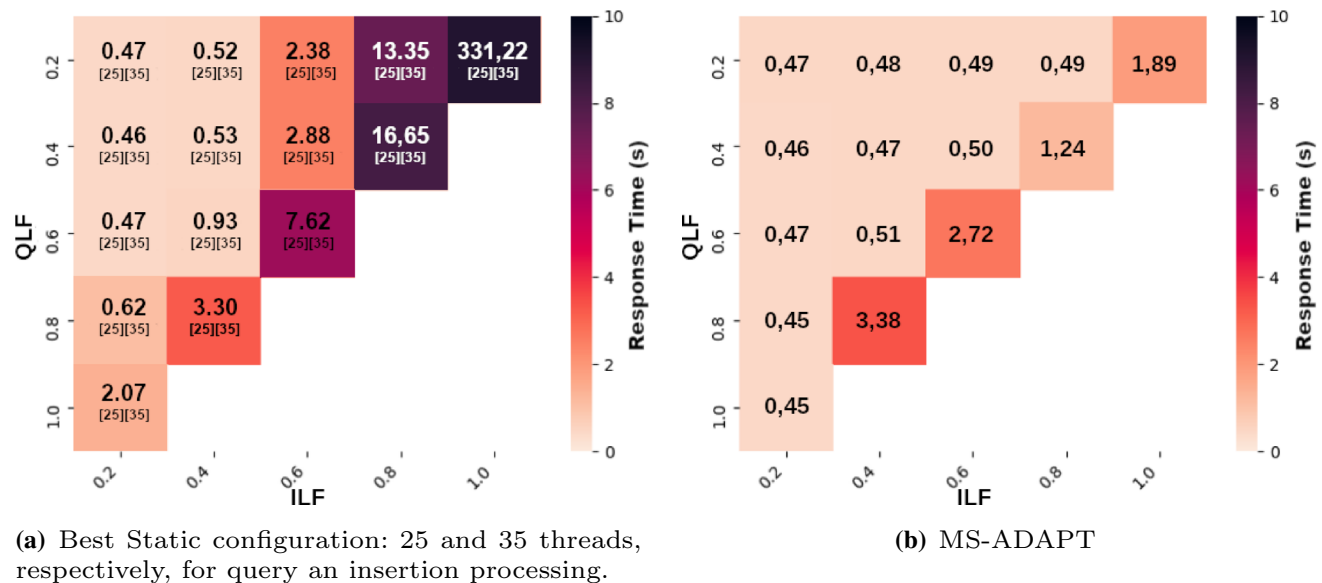 0.47 0.52 2.38 13.35 331,22
[25][35] [25][35] [25][35] [25][35] [25][35]
0.46 0.53 2.88 16,65
[25][35] [25][35] [25][35] [25][35]
0.47 0.93 7.62
[25][35] [25][35] [25][35]
0.62 3.30
[25][35] [25][35]
2.07
[25][35]
0.2
0.4
0.6
0.8
1.0
QLF
0.2 0.4 0.6 0.8 1.0
ILF
10
8
6
4
2
0
Response Time (s)
(a) Best Static configuration: 25 and 35 threads,
respectively, for query an insertion processing.
0,47 0,48 0,49 0,49 1,89
0,46 0,47 0,50 1,24
0,47 0,51 2,72
0,45 3,38
0,45
0.2
0.4
0.6
0.8
1.0
QLF
0.2 0.4 0.6 0.8 1.0
ILF
10
8
6
4
2
0
Response Time (s)
(b) MS-ADAPT